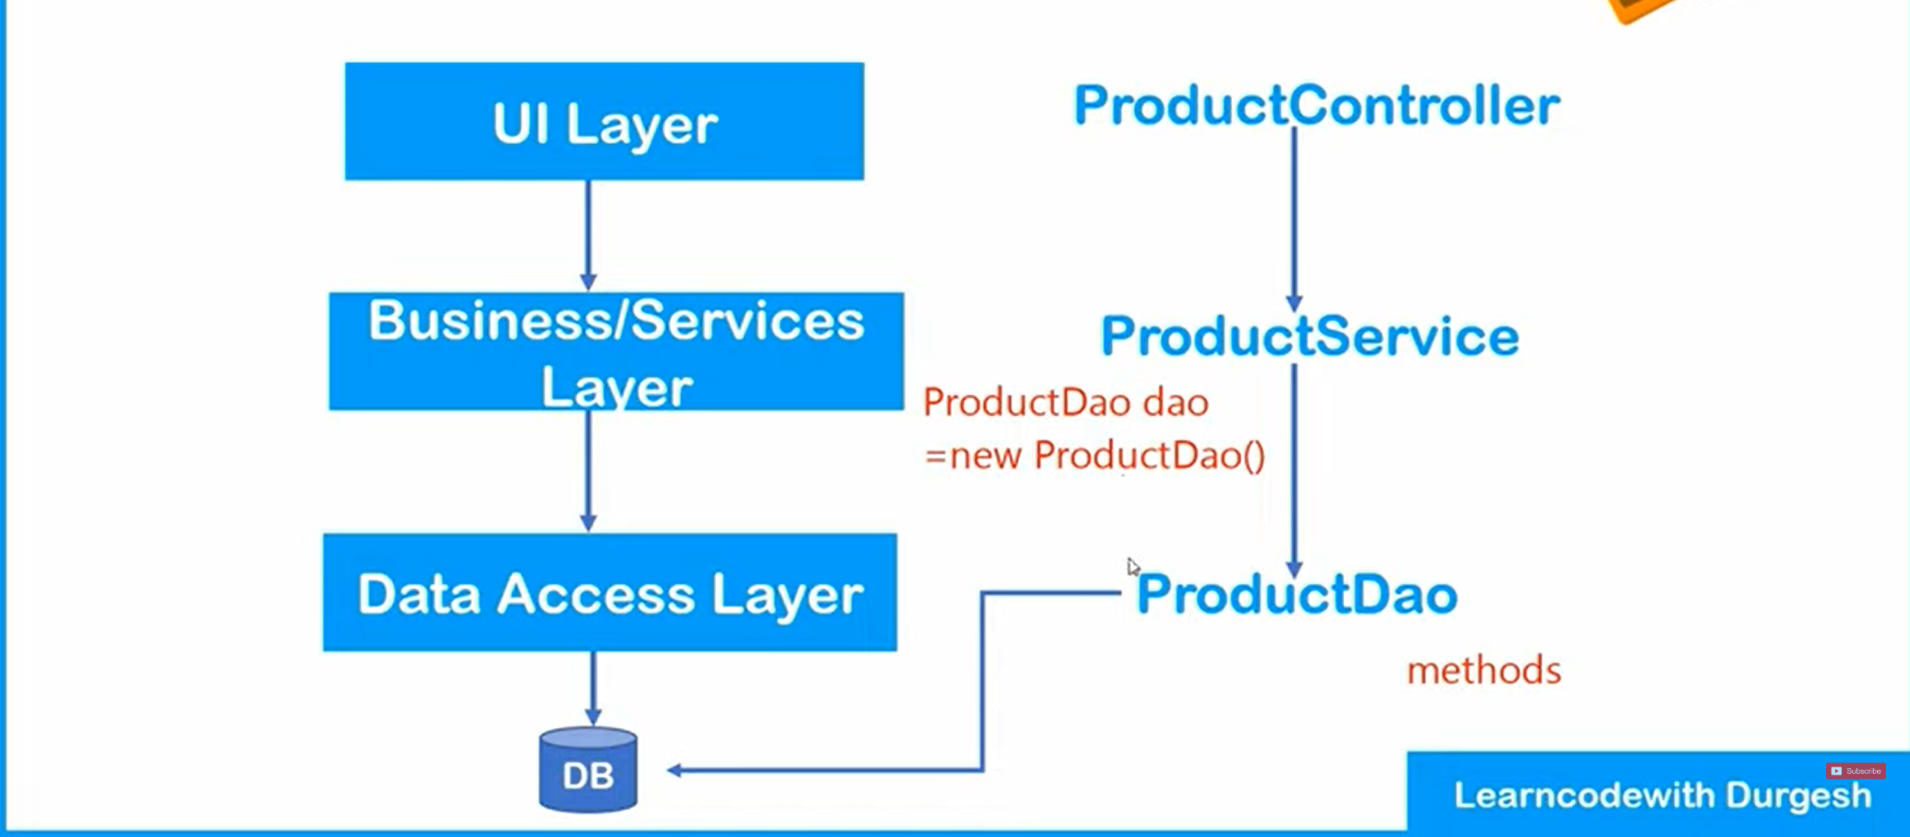 UI Layer
ProductController
Business/Services
Layer
ProductService
ProductDao dao
=new ProductDao()
Data Access Layer
ProductDao
methods
DB
Subscribe
Learncodewith Durgesh